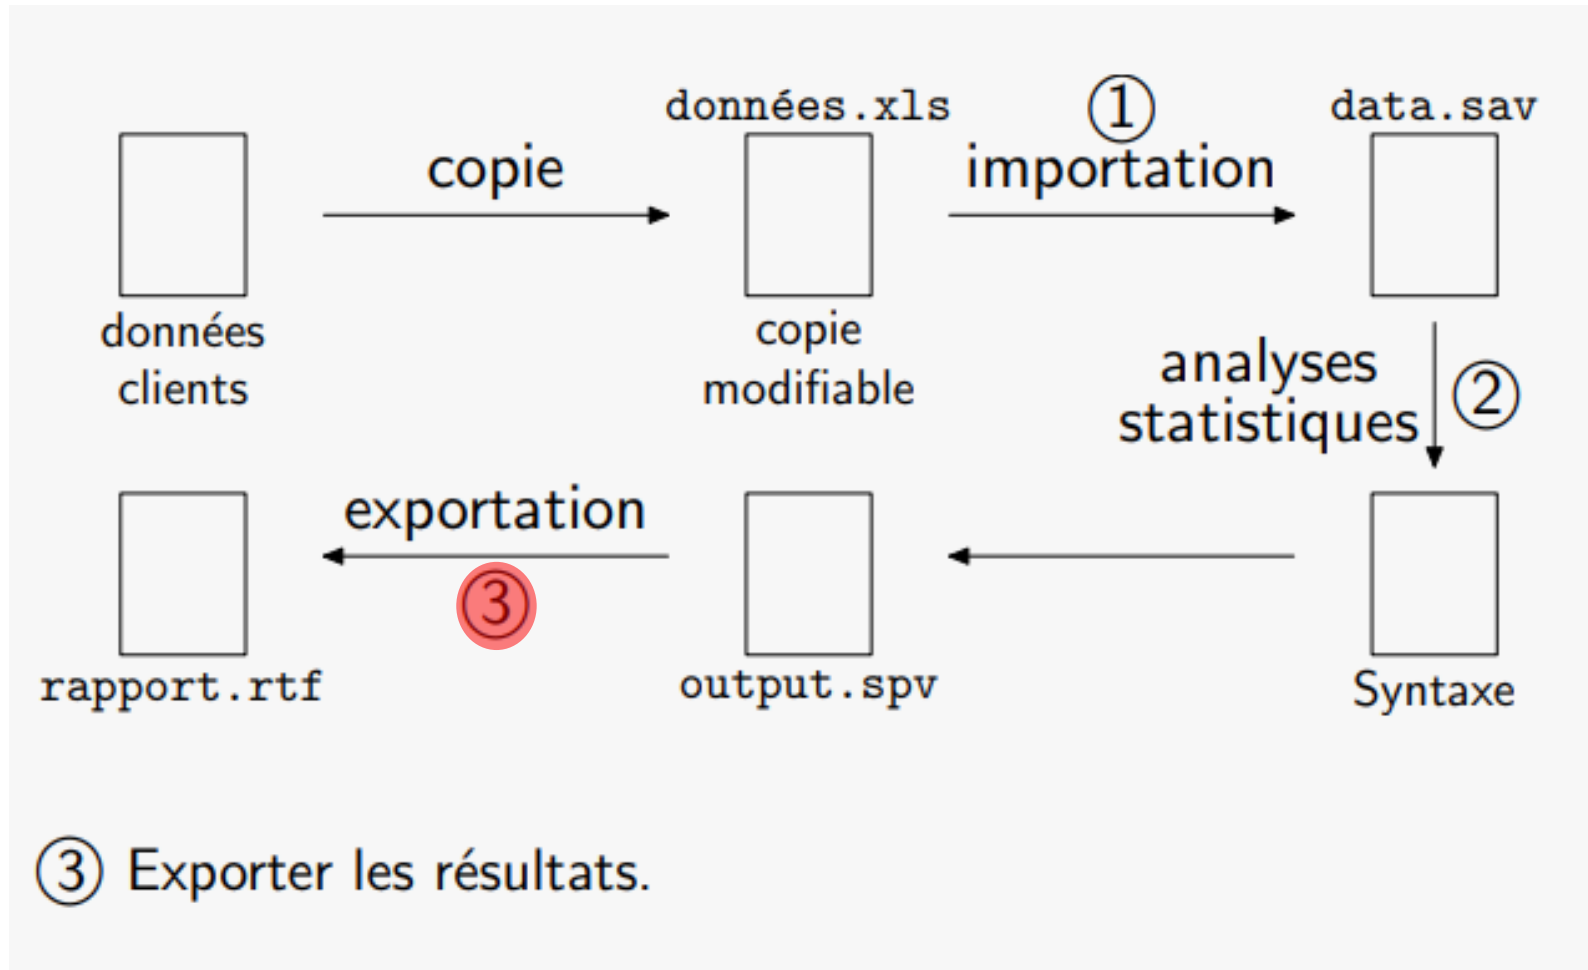 données.xls
①
data.sav
copie
importation
données
clients
copie
modifiable
analyses
statistiques
②
exportation
③
rapport.rtf
output.spv
Syntaxe
③ Exporter les résultats.